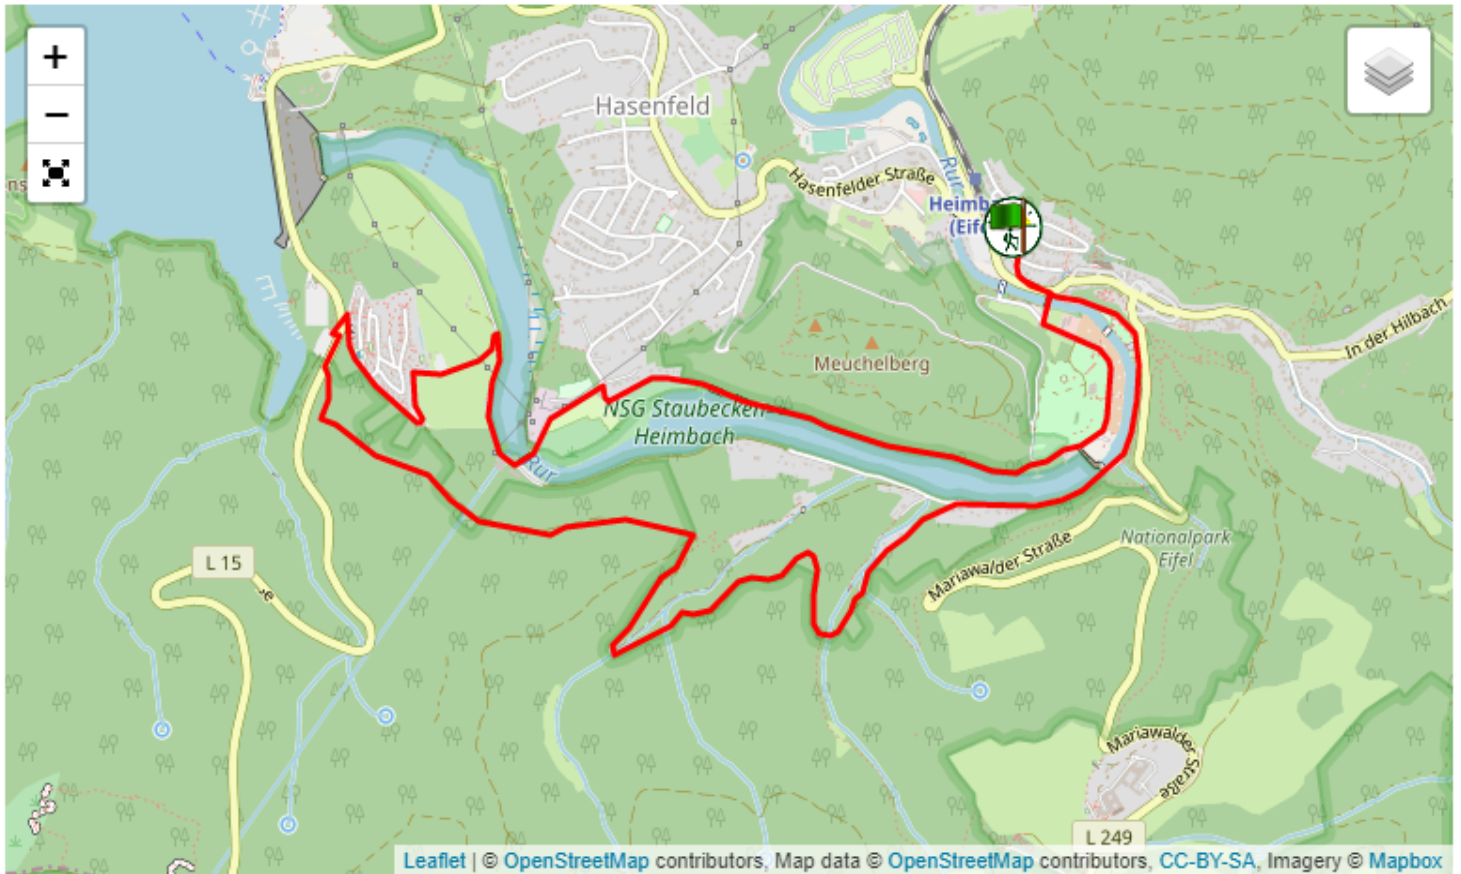 +
−
Hasenfeld
Hasenfelder Straße
Rur
Heimb
(Eife
In der Hilbach
Meuchelberg
NSG Staubecken
Heimbach
Rur
Nationalpark
Eifel
Mariawalder Straße
L 15
Mariawalder
Straße
L 249
Leaflet | © OpenStreetMap contributors, Map data © OpenStreetMap contributors, CC-BY-SA, Imagery © Mapbox